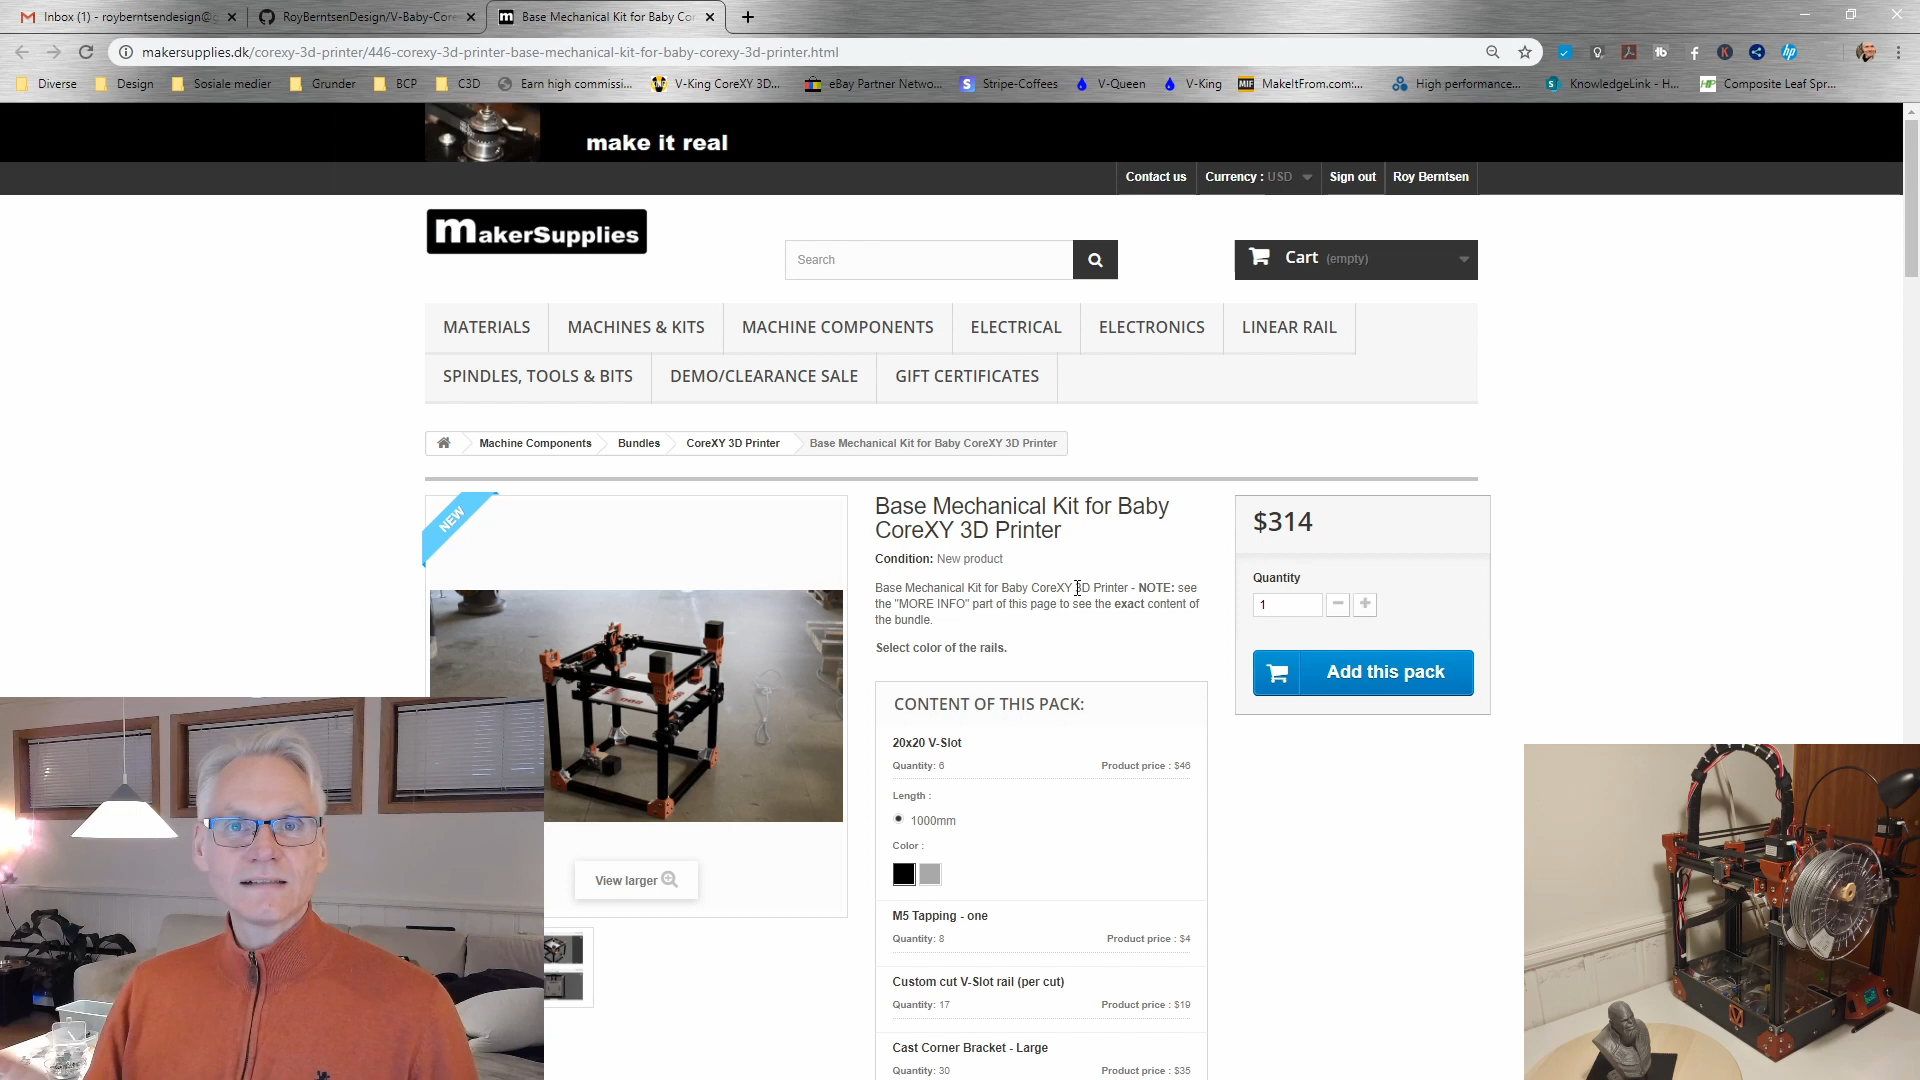 Inbox (1) - royberntsendesign@g
RoyBerntsenDesign/V-Baby-Core
Base Mechanical Kit for Baby Cor
makersupplies.dk/corexy-3d-printer/446-corexy-3d-printer-base-mechanical-kit-for-baby-corexy-3d-printer.html
Diverse
Design
Sosiale medier
Grunder
BCP
C3D
Earn high commissi...
V-King CoreXY 3D...
eBay Partner Netwo...
Stripe-Coffees
V-Queen
V-King
MIF
MakeItFrom.com:...
High performance...
KnowledgeLink - H...
Composite Leaf Spr...
make it real
Contact us
Currency : USD
Sign out
Roy Berntsen
makerSupplies
Search
Cart (empty)
MATERIALS
MACHINES & KITS
MACHINE COMPONENTS
ELECTRICAL
ELECTRONICS
LINEAR RAIL
SPINDLES, TOOLS & BITS
DEMO/CLEARANCE SALE
GIFT CERTIFICATES
Machine Components
Bundles
CoreXY 3D Printer
Base Mechanical Kit for Baby CoreXY 3D Printer
NEW
View larger
Base Mechanical Kit for Baby
CoreXY 3D Printer
Condition: New product
Base Mechanical Kit for Baby CoreXY 3D Printer - NOTE: see
the "MORE INFO" part of this page to see the exact content of
the bundle.
Select color of the rails.
$314
Quantity
1
Add this pack
CONTENT OF THIS PACK:
20x20 V-Slot
Quantity: 6
Product price : $46
Length :
1000mm
Color :
M5 Tapping - one
Quantity: 8
Product price : $4
Custom cut V-Slot rail (per cut)
Quantity: 17
Product price : $19
Cast Corner Bracket - Large
Quantity: 30
Product price : $35